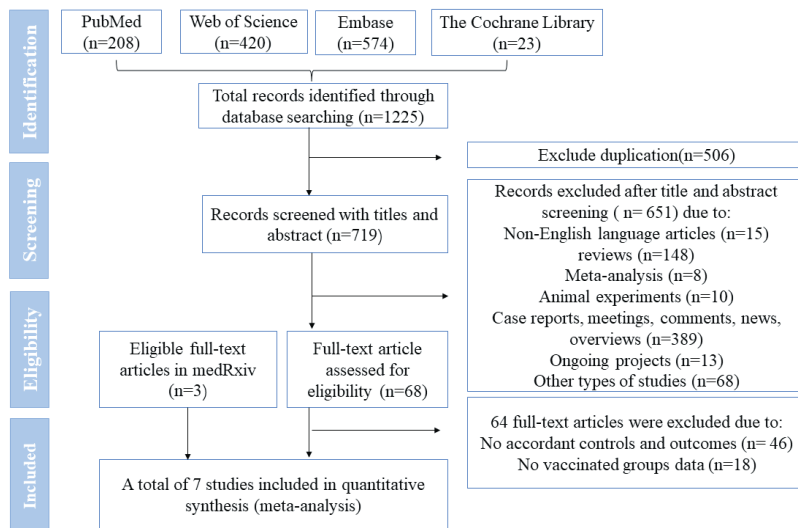 Identification
PubMed
(n=208)
Web of Science
(n=420)
Embase
(n=574)
The Cochrane Library
(n=23)
Total records identified through
database searching (n=1225)
Exclude duplication(n=506)
Screening
Records screened with titles and
abstract (n=719)
Records excluded after title and abstract
screening ( n= 651) due to:
Non-English language articles (n=15)
reviews (n=148)
Meta-analysis (n=8)
Animal experiments (n=10)
Case reports, meetings, comments, news,
overviews (n=389)
Ongoing projects (n=13)
Other types of studies (n=68)
Eligibility
Eligible full-text
articles in medRxiv
(n=3)
Full-text article
assessed for
eligibility (n=68)
64 full-text articles were excluded due to:
No accordant controls and outcomes (n= 46)
No vaccinated groups data (n=18)
Included
A total of 7 studies included in quantitative
synthesis (meta-analysis)